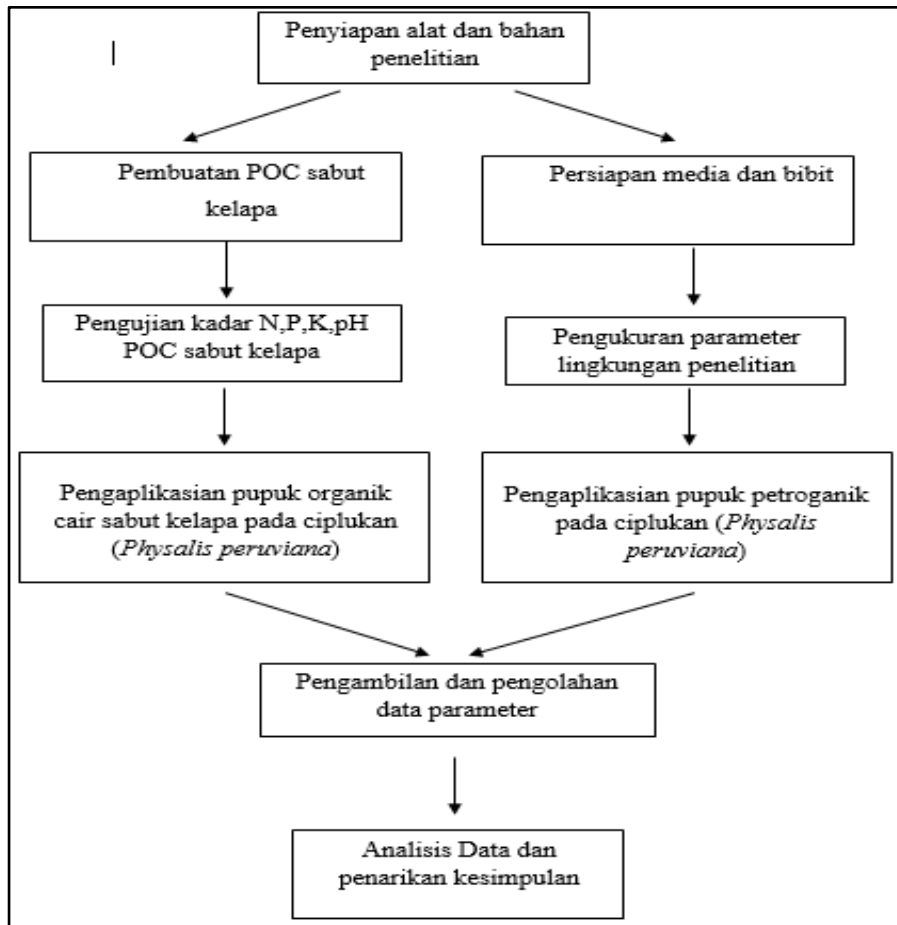 Penyiapan alat dan bahan
penelitian
Pembuatan POC sabut
kelapa
Persiapan media dan bibit
Pengujian kadar N,P,K,pH
POC sabut kelapa
Pengukuran parameter
lingkungan penelitian
Pengaplikasian pupuk organik
cair sabut kelapa pada ciplukan
(Physalis peruviana)
Pengaplikasian pupuk petroganik
pada ciplukan (Physalis
peruviana)
Pengambilan dan pengolahan
data parameter
Analisis Data dan
penarikan kesimpulan